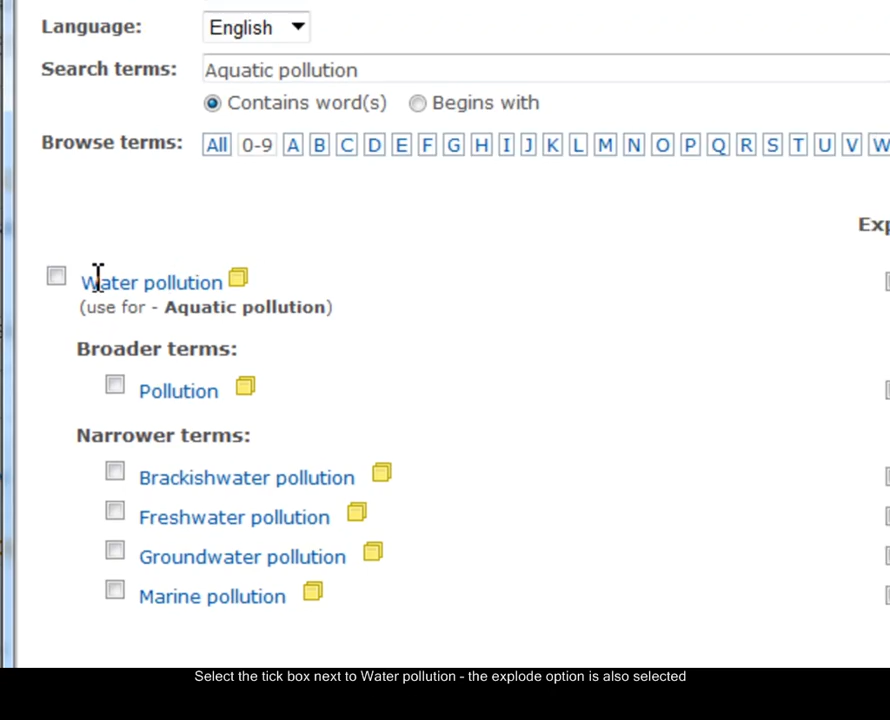 Language: English
Search terms: Aquatic pollution
Contains word(s) Begins with
Browse terms: All 0-9 A B C D E F G H I J K L M N O P Q R S T U V W
Exp
Water pollution
(use for - Aquatic pollution)
Broader terms:
Pollution
Narrower terms:
Brackishwater pollution
Freshwater pollution
Groundwater pollution
Marine pollution
Select the tick box next to Water pollution - the explode option is also selected